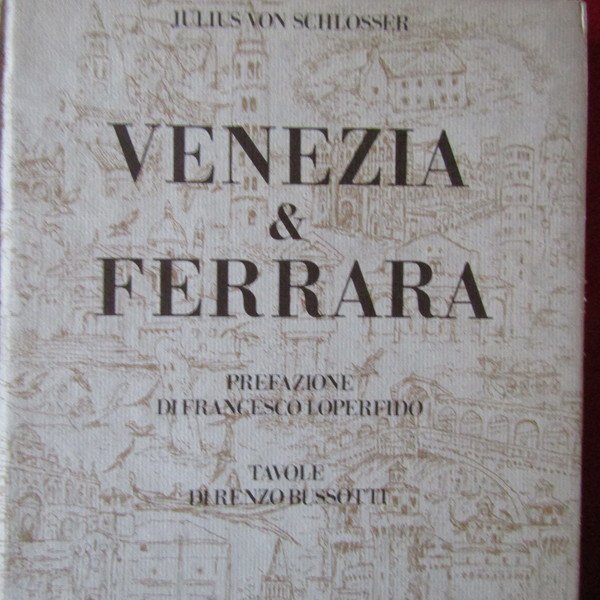 JULIUS VON SCHLOSSER
VENEZIA
&
FERRARA
PREFAZIONE
DI FRANCESCO LOPERFIDO
TAVOLE
DI RENZO BUSSOTTI